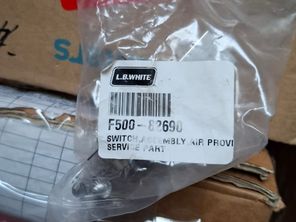 L.B.WHITE
F500-82690
SWITCH ASSEMBLY AIR PROVI
SERVICE PART